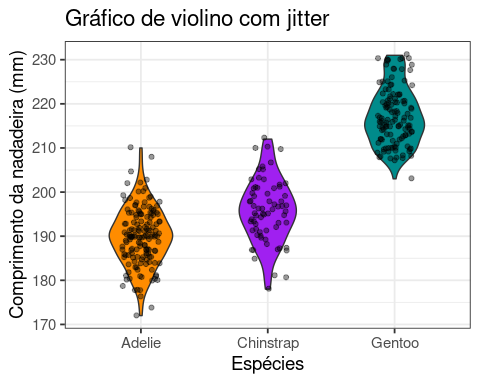 Gráfico de violino com jitter
Comprimento da nadadeira (mm)
230
220
210
200
190
180
170
Adelie Chinstrap Gentoo
Espécies